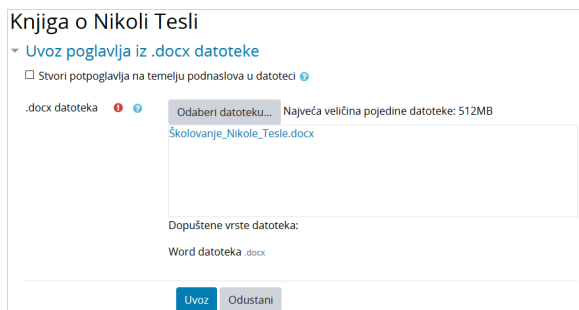 Knjiga o Nikoli Tesli
Uvoz poglavlja iz .docx datoteke
Stvori potpoglavlja na temelju podnaslova u datoteci
.docx datoteka
Odaberi datoteku... Najveća veličina pojedine datoteke: 512MB
Školovanje_Nikole_Tesle.docx
Dopuštene vrste datoteka:
Word datoteka .docx
Uvoz Odustani